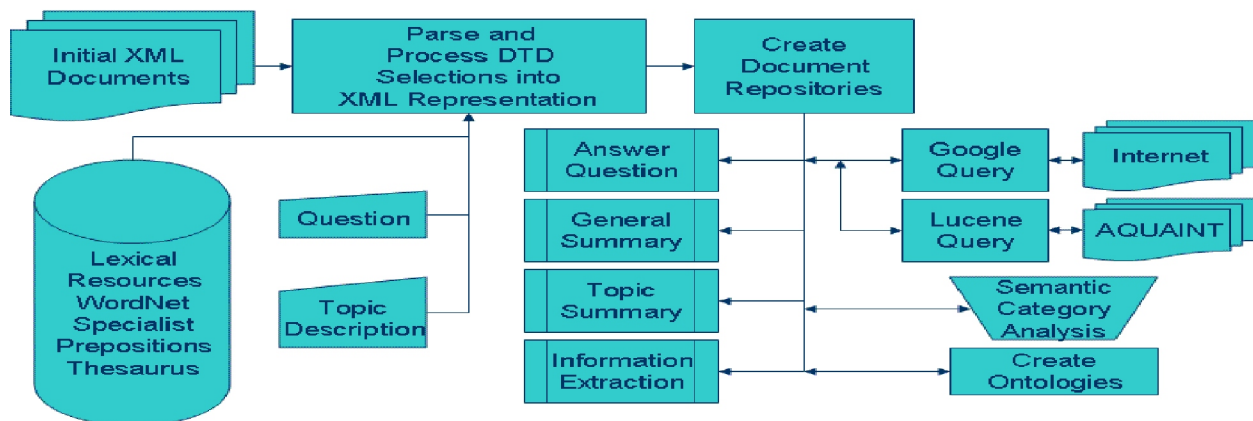 Initial XML
Documents
Parse and
Process DTD
Selections into
XML Representation
Create
Document
Repositories
Answer
Question
Google
Query
Internet
Question
General
Summary
Lucene
Query
AQUAINT
Lexical
Resources
WordNet
Specialist
Prepositions
Thesaurus
Topic
Description
Topic
Summary
Semantic
Category
Analysis
Information
Extraction
Create
Ontologies